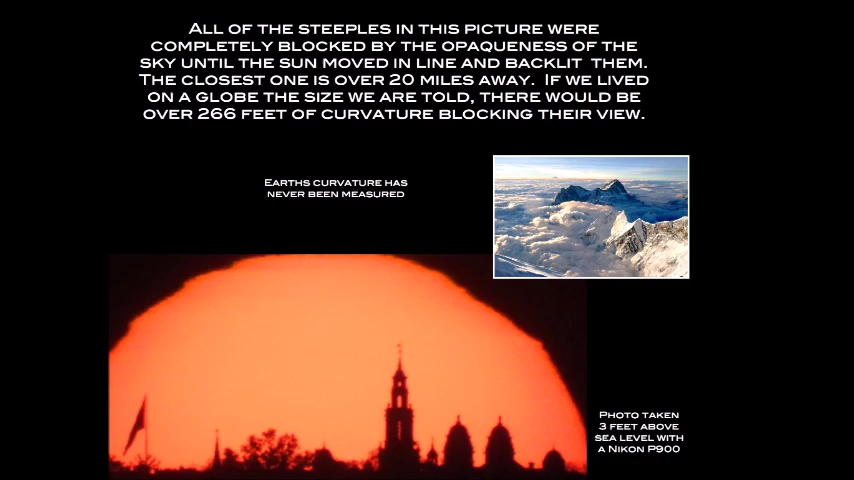 ALL OF THE STEEPLES IN THIS PICTURE WERE
COMPLETELY BLOCKED BY THE OPAQUENESS OF THE
SKY UNTIL THE SUN MOVED IN LINE AND BACKLIT THEM.
THE CLOSEST ONE IS OVER 20 MILES AWAY. IF WE LIVED
ON A GLOBE THE SIZE WE ARE TOLD, THERE WOULD BE
OVER 266 FEET OF CURVATURE BLOCKING THEIR VIEW.
EARTHS CURVATURE HAS
NEVER BEEN MEASURED
PHOTO TAKEN
3 FEET ABOVE
SEA LEVEL WITH
A NIKON P900